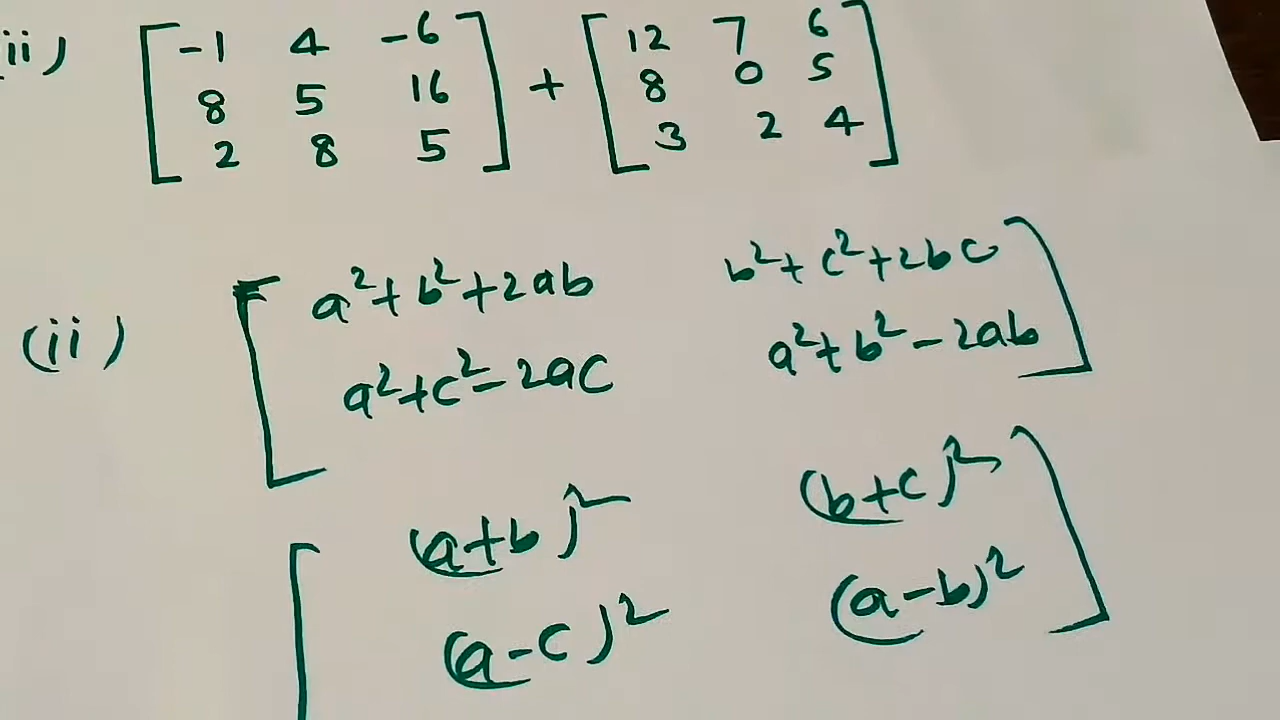 ii) [ -1 4 -6 ] + [ 12 7 6 ]
8 5 16 8 0 5
2 8 5 3 2 4
(ii) [ a²+b²+2ab b²+c²+2bc ]
a²+c²-2ac a²+b²-2ab
[ (a+b)² (b+c)² ]
(a-c)² (a-b)²